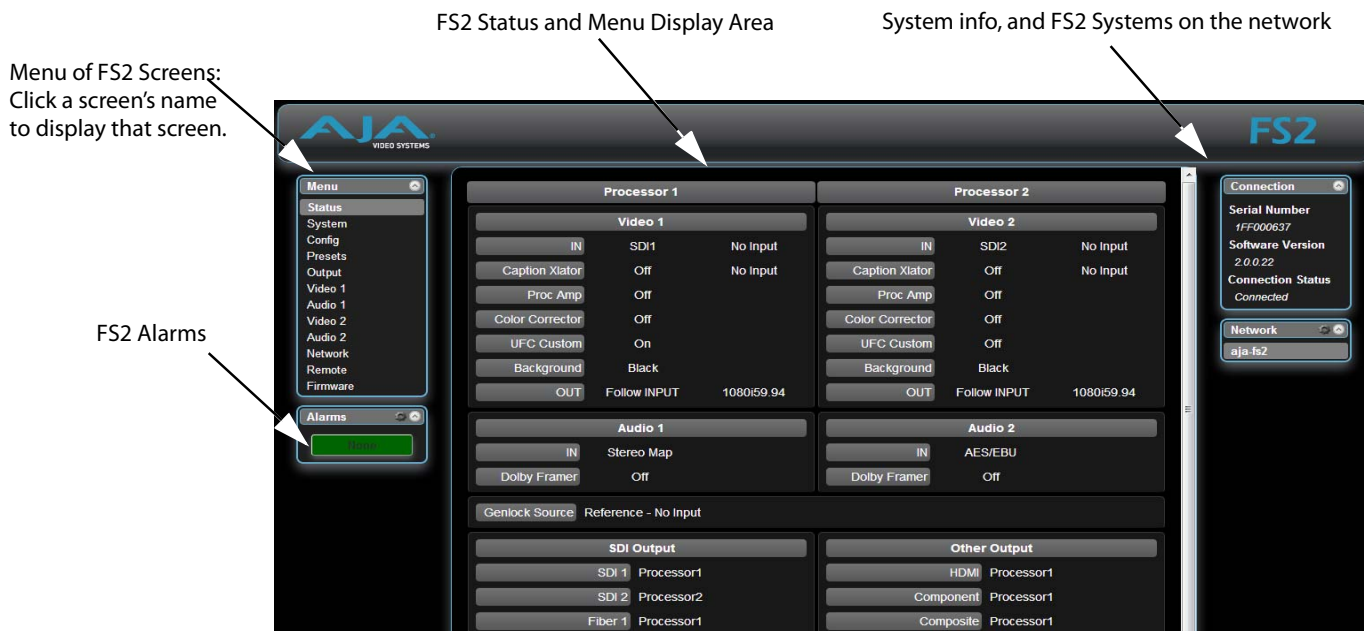 FS2 Status and Menu Display Area
System info, and FS2 Systems on the network
Menu of FS2 Screens:
Click a screen's name
to display that screen.
FS2 Alarms
AJA
VIDEO SYSTEMS
FS2
Menu
Status
System
Config
Presets
Output
Video 1
Audio 1
Video 2
Audio 2
Network
Remote
Firmware
Alarms
None
Processor 1
Video 1
IN SDI1 No Input
Caption Xlator Off No Input
Proc Amp Off
Color Corrector Off
UFC Custom On
Background Black
OUT Follow INPUT 1080i59.94
Audio 1
IN Stereo Map
Dolby Framer Off
Processor 2
Video 2
IN SDI2 No Input
Caption Xlator Off No Input
Proc Amp Off
Color Corrector Off
UFC Custom Off
Background Black
OUT Follow INPUT 1080i59.94
Audio 2
IN AES/EBU
Dolby Framer Off
Genlock Source Reference - No Input
SDI Output
SDI 1 Processor1
SDI 2 Processor2
Fiber 1 Processor1
Other Output
HDMI Processor1
Component Processor1
Composite Processor1
Connection
Serial Number
1FF000637
Software Version
2.0.0.22
Connection Status
Connected
Network
aja-fs2